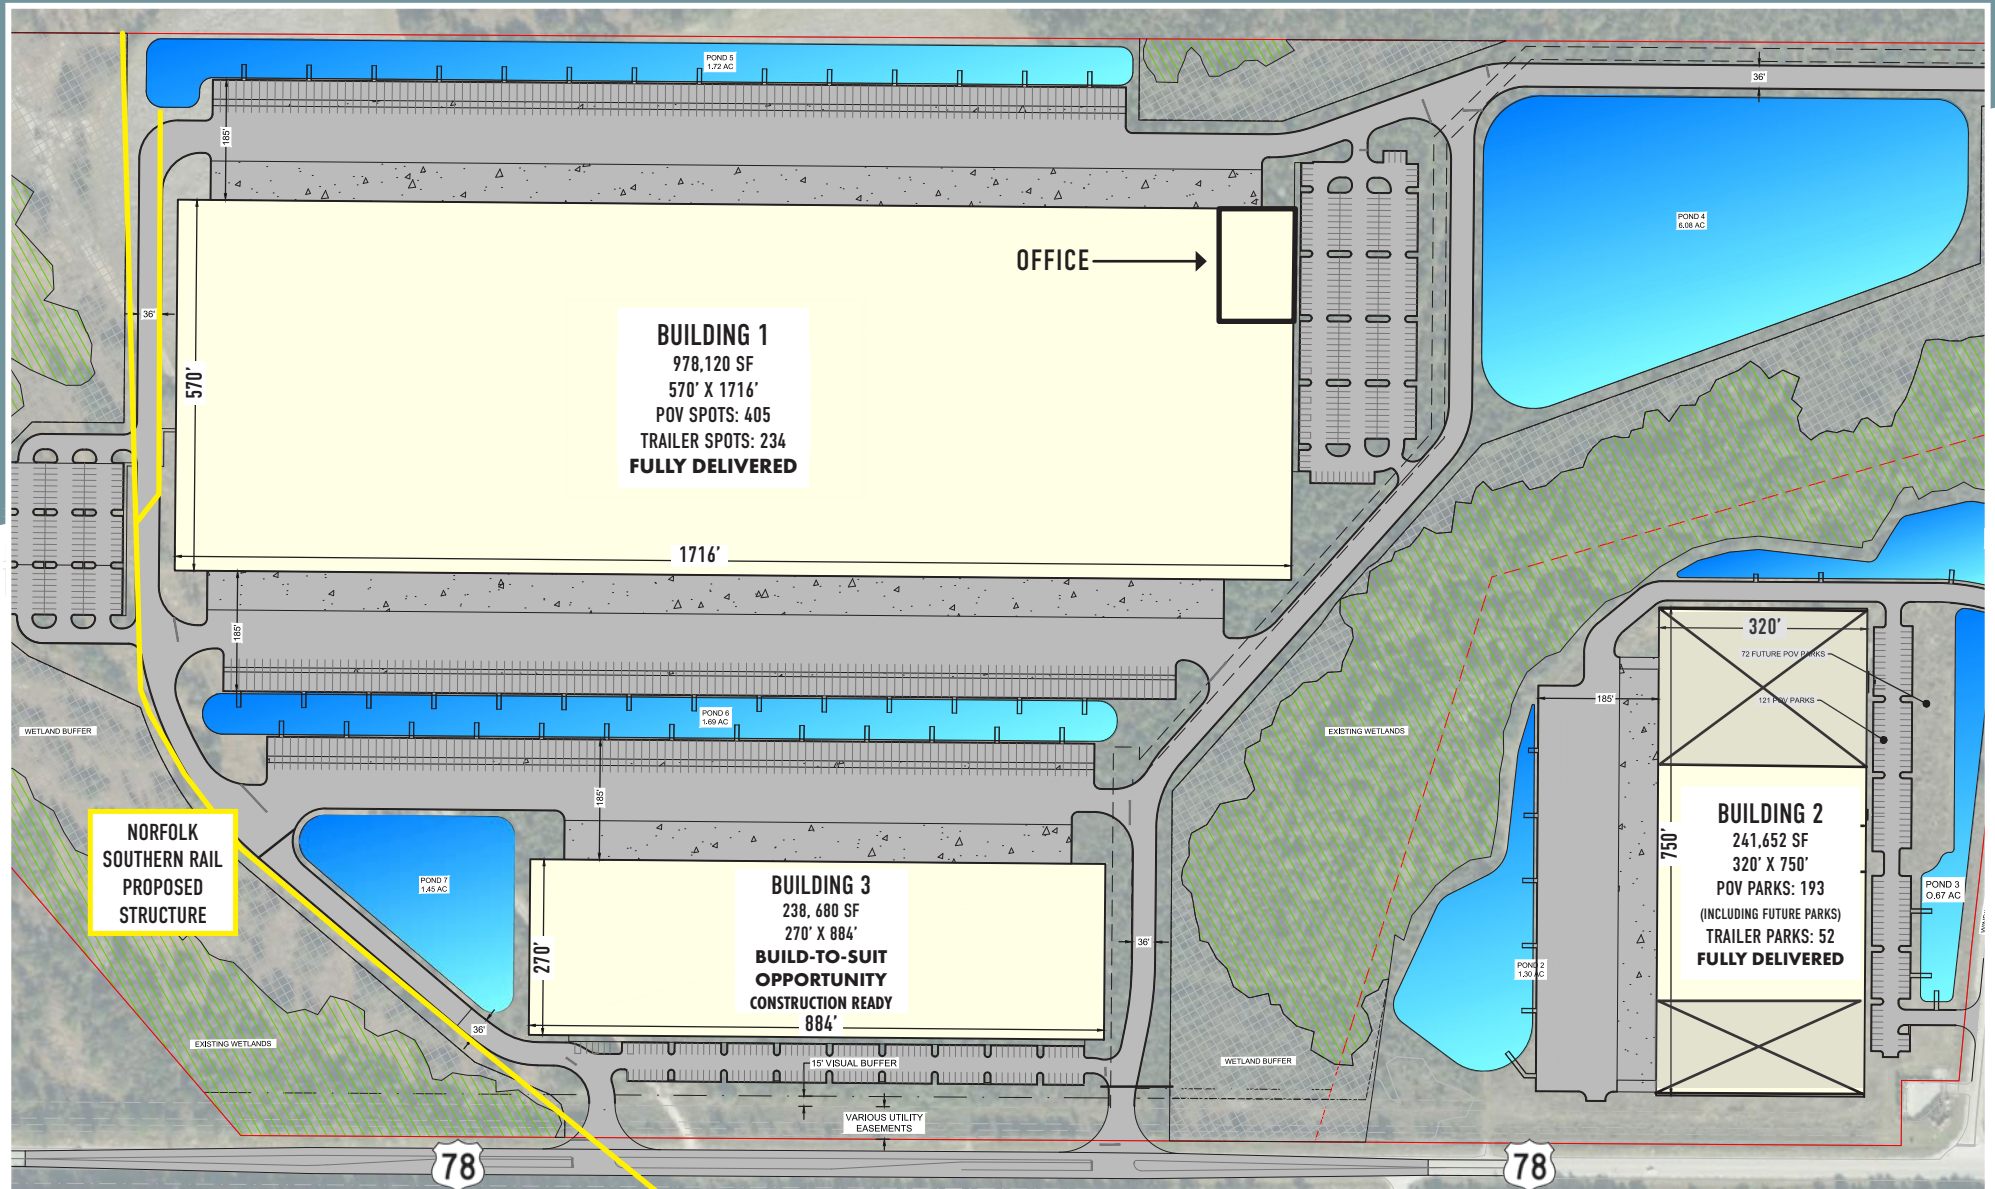 POND 5
1.72 AC
36'
185'
POND 4
6.08 AC
OFFICE
BUILDING 1
978,120 SF
570' X 1716'
POV SPOTS: 405
TRAILER SPOTS: 234
FULLY DELIVERED
36'
570'
1716'
185'
320'
72 FUTURE POV PARKS
121 POV PARKS
185'
POND 6
1.69 AC
WETLAND BUFFER
EXISTING WETLANDS
185'
NORFOLK
SOUTHERN RAIL
PROPOSED
STRUCTURE
POND 7
1.45 AC
BUILDING 3
238, 680 SF
270' X 884'
BUILD-TO-SUIT
OPPORTUNITY
CONSTRUCTION READY
884'
270'
36'
BUILDING 2
241,652 SF
320' X 750'
POV PARKS: 193
(INCLUDING FUTURE PARKS)
TRAILER PARKS: 52
FULLY DELIVERED
750'
POND 3
0.67 AC
POND 2
1.30 AC
36'
EXISTING WETLANDS
15' VISUAL BUFFER
WETLAND BUFFER
VARIOUS UTILITY
EASEMENTS
78
78